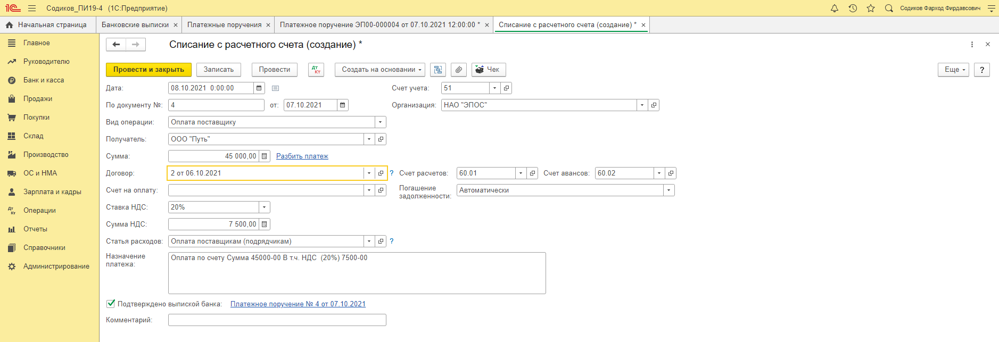 1С Содиков_ПИ19-4 (1С:Предприятие) Содиков Фарход Фирдавсович
Начальная страница Банковские выписки × Платежные поручения × Платежное поручение ЭП00-000004 от 07.10.2021 12:00:00 * × Списание с расчетного счета (создание) * ×
Главное
Руководителю
Банк и касса
Продажи
Покупки
Склад
Производство
ОС и НМА
Зарплата и кадры
Операции
Отчеты
Справочники
Администрирование
Списание с расчетного счета (создание) *
Провести и закрыть Записать Провести Дт Кт Создать на основании Чек Еще ?
Дата: 08.10.2021 0:00:00 Счет учета: 51
По документу №: 4 от: 07.10.2021 Организация: НАО "ЭПОС"
Вид операции: Оплата поставщику
Получатель: ООО "Путь"
Сумма: 45 000,00 Разбить платеж
Договор: 2 от 06.10.2021 ? Счет расчетов: 60.01 Счет авансов: 60.02
Счет на оплату: Погашение задолженности: Автоматически
Ставка НДС: 20%
Сумма НДС: 7 500,00
Статья расходов: Оплата поставщикам (подрядчикам) ?
Назначение
платежа:
Оплата по счету Сумма 45000-00 В т.ч. НДС (20%) 7500-00
Подтверждено выпиской банка: Платежное поручение № 4 от 07.10.2021
Комментарий: